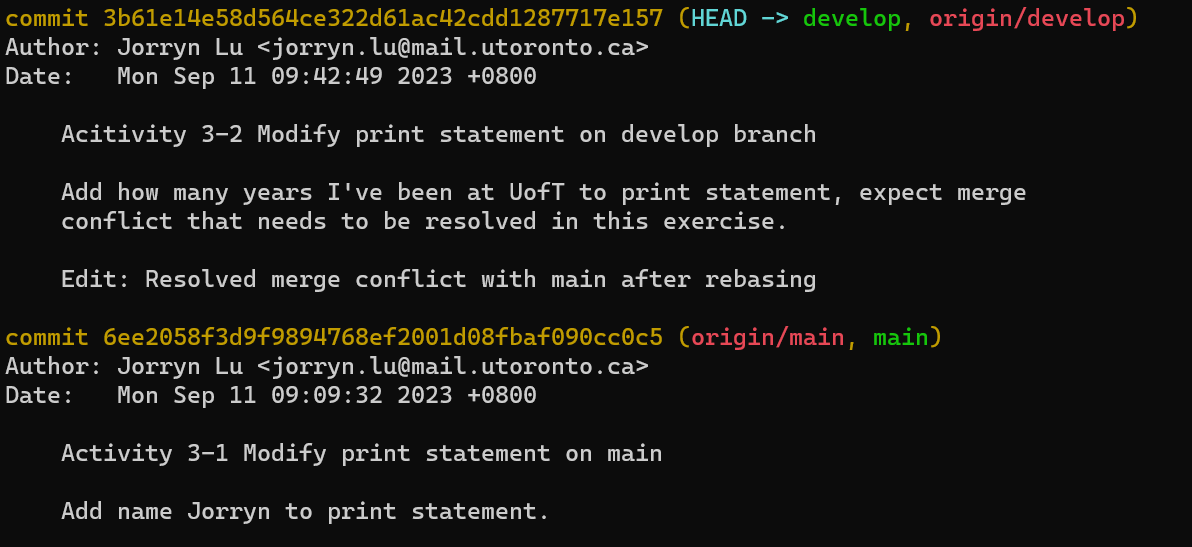 commit 3b61e14e58d564ce322d61ac42cdd1287717e157 (HEAD -> develop, origin/develop)
Author: Jorryn Lu <jorryn.lu@mail.utoronto.ca>
Date:   Mon Sep 11 09:42:49 2023 +0800
Acitivity 3-2 Modify print statement on develop branch
Add how many years I've been at UofT to print statement, expect merge
conflict that needs to be resolved in this exercise.
Edit: Resolved merge conflict with main after rebasing
commit 6ee2058f3d9f9894768ef2001d08fbaf090cc0c5 (origin/main, main)
Author: Jorryn Lu <jorryn.lu@mail.utoronto.ca>
Date:   Mon Sep 11 09:09:32 2023 +0800
Activity 3-1 Modify print statement on main
Add name Jorryn to print statement.